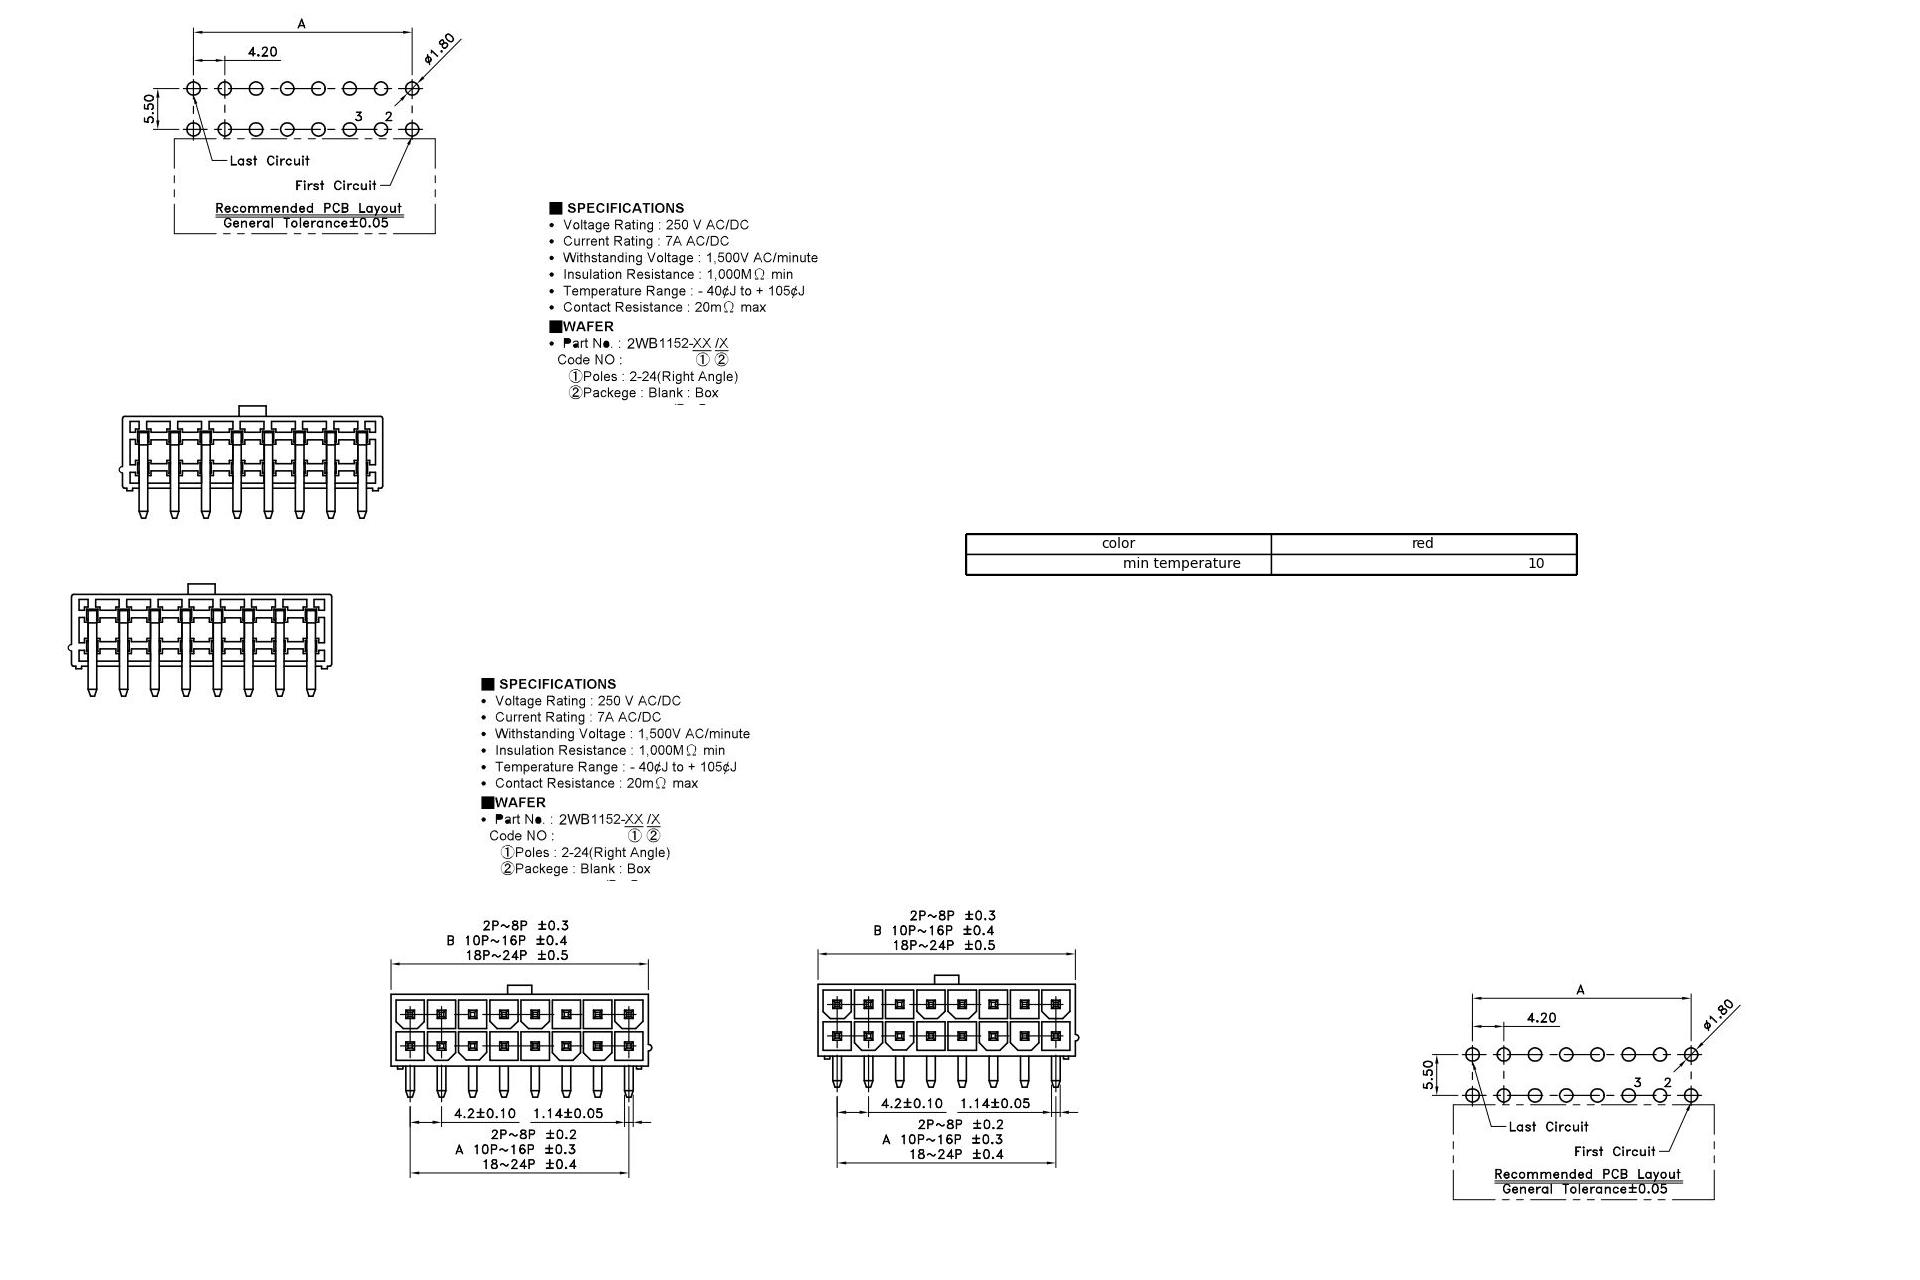 A
4.20
ø1.80
5.50
3 2
Last Circuit
First Circuit
Recommended PCB Layout
General Tolerance±0.05
■ SPECIFICATIONS
• Voltage Rating : 250 V AC/DC
• Current Rating : 7A AC/DC
• Withstanding Voltage : 1,500V AC/minute
• Insulation Resistance : 1,000MΩ min
• Temperature Range : - 40¢J to + 105¢J
• Contact Resistance : 20mΩ max
■WAFER
• Part No. : 2WB1152-XX /X
Code NO : ① ②
①Poles : 2-24(Right Angle)
②Packege : Blank : Box
color red
min temperature 10
■ SPECIFICATIONS
• Voltage Rating : 250 V AC/DC
• Current Rating : 7A AC/DC
• Withstanding Voltage : 1,500V AC/minute
• Insulation Resistance : 1,000MΩ min
• Temperature Range : - 40¢J to + 105¢J
• Contact Resistance : 20mΩ max
■WAFER
• Part No. : 2WB1152-XX /X
Code NO : ① ②
①Poles : 2-24(Right Angle)
②Packege : Blank : Box
2P~8P ±0.3
B 10P~16P ±0.4
18P~24P ±0.5
4.2±0.10 1.14±0.05
2P~8P ±0.2
A 10P~16P ±0.3
18~24P ±0.4
2P~8P ±0.3
B 10P~16P ±0.4
18P~24P ±0.5
4.2±0.10 1.14±0.05
2P~8P ±0.2
A 10P~16P ±0.3
18~24P ±0.4
A
4.20
ø1.80
5.50
3 2
Last Circuit
First Circuit
Recommended PCB Layout
General Tolerance±0.05